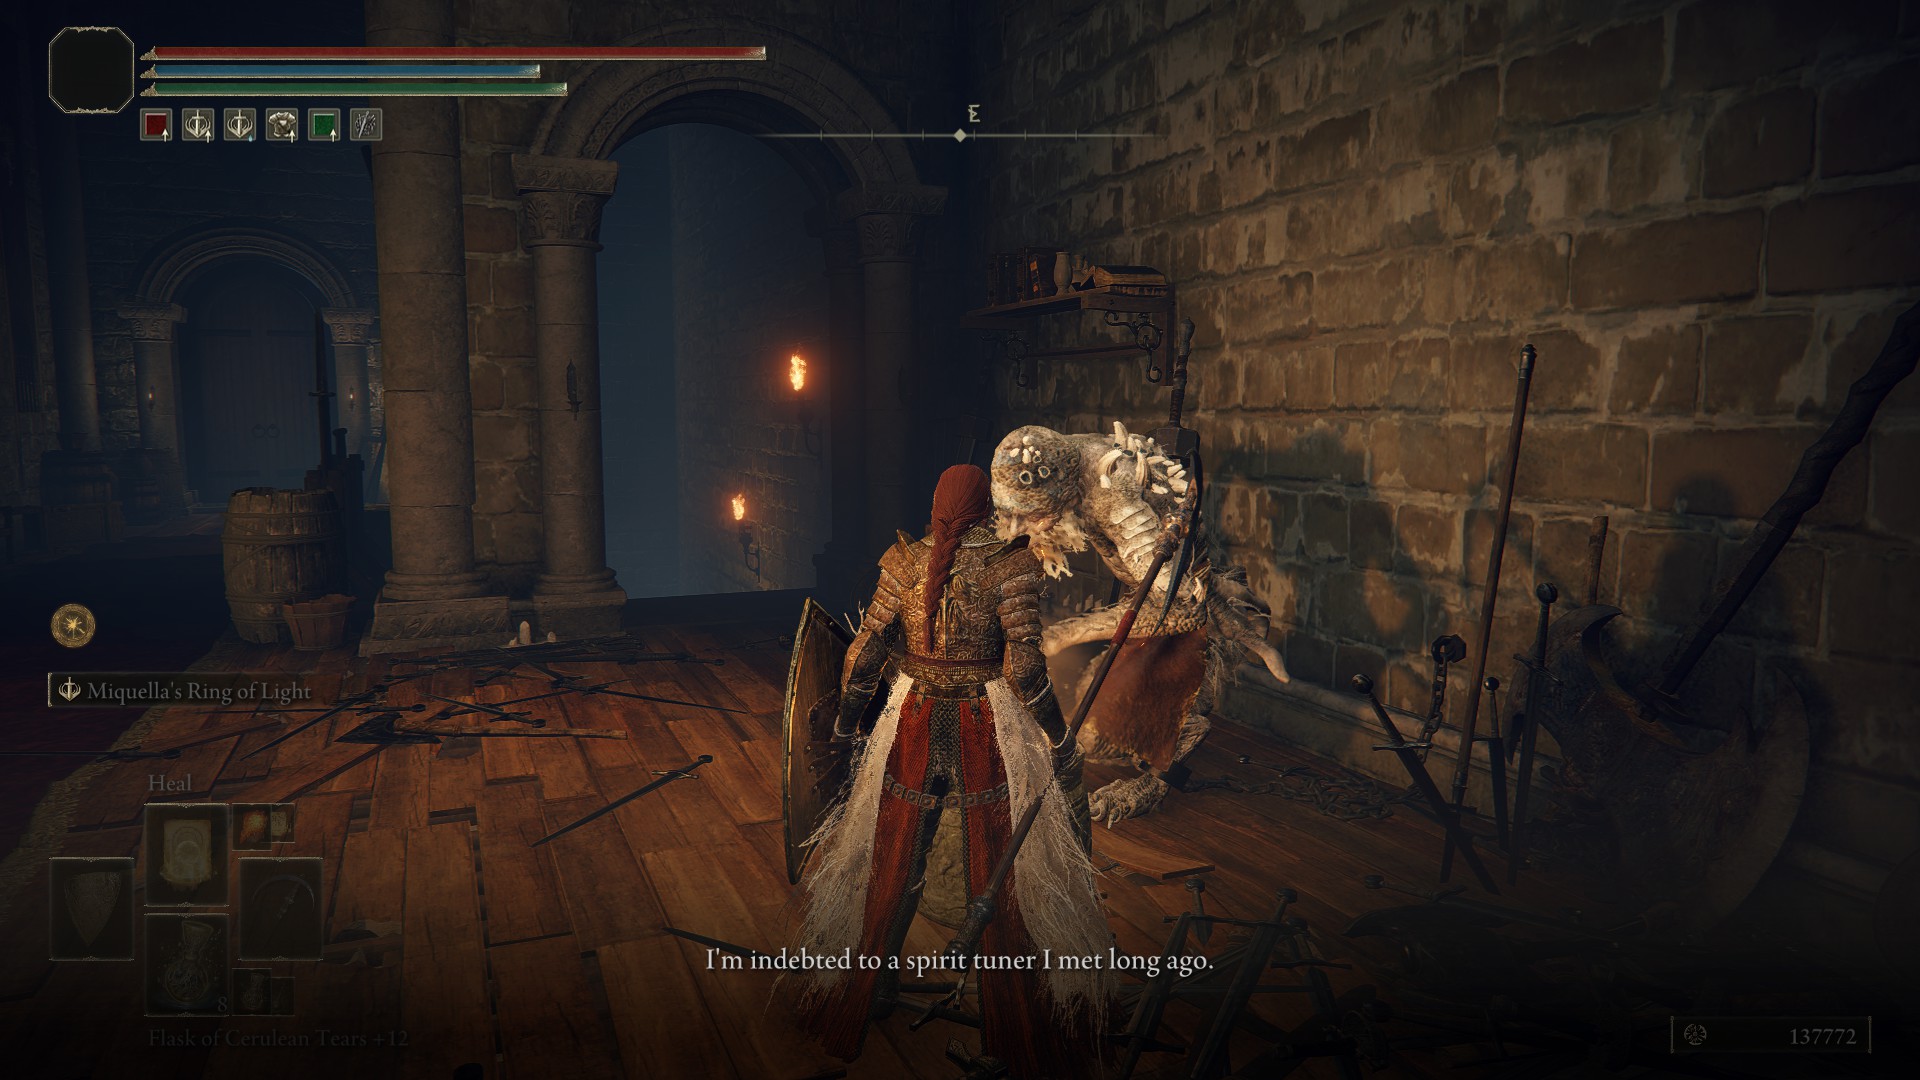 E
Miquella's Ring of Light
Heal
8
I'm indebted to a spirit tuner I met long ago.
Flask of Cerulean Tears +12
137772